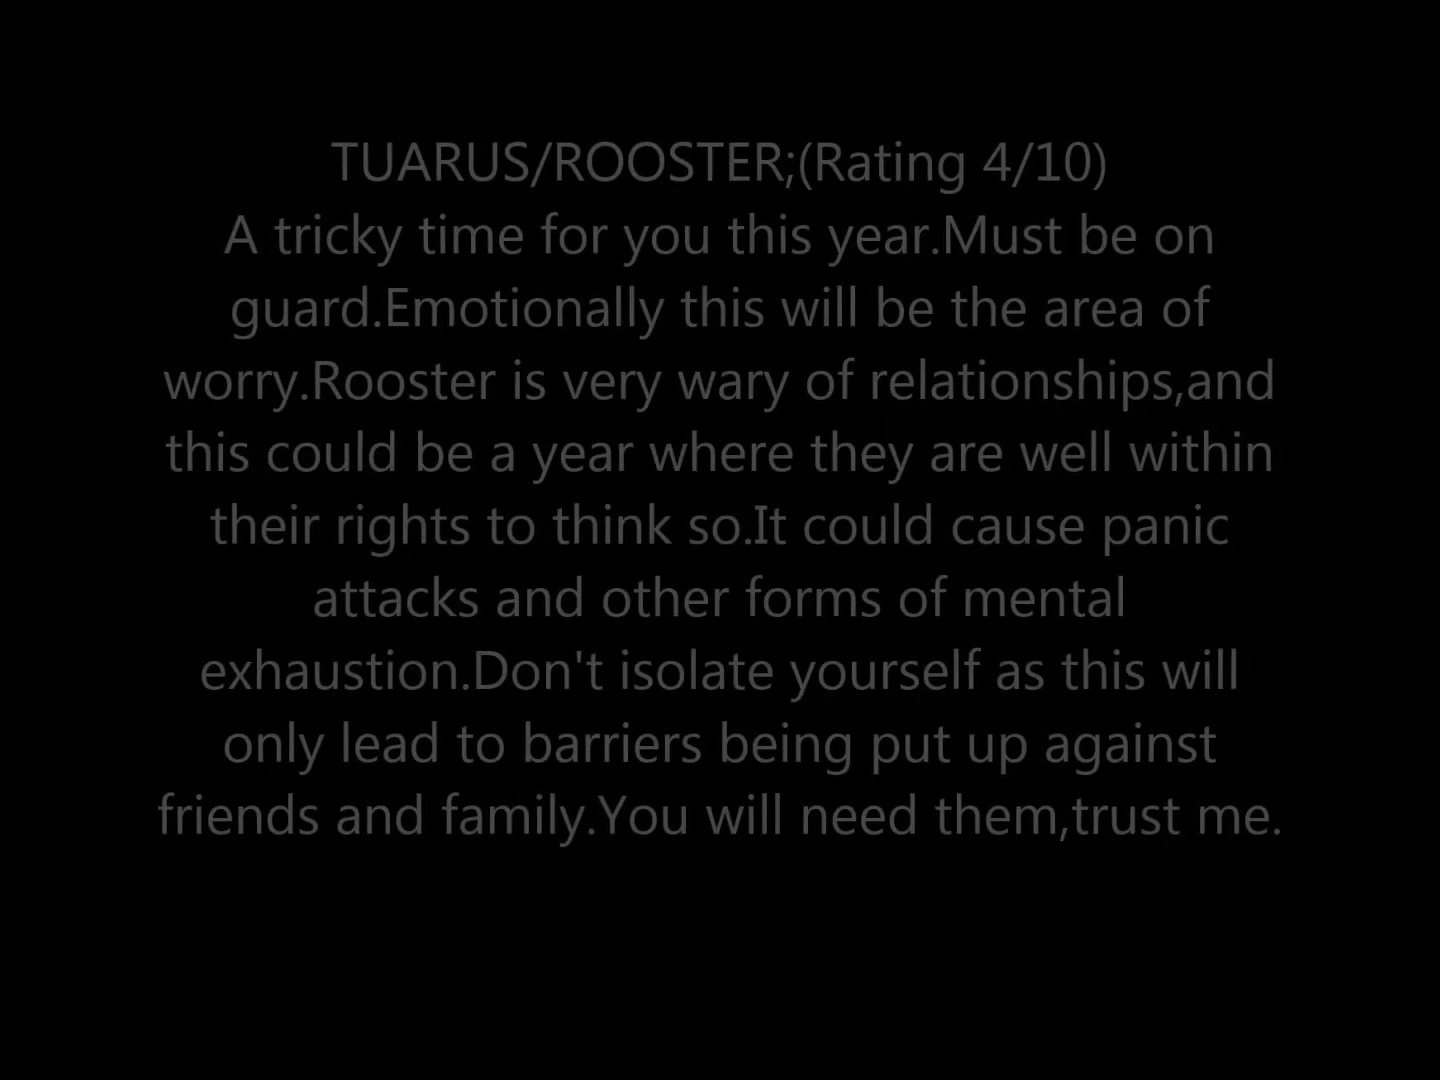 TUARUS/ROOSTER;(Rating 4/10)
A tricky time for you this year.Must be on
guard.Emotionally this will be the area of
worry.Rooster is very wary of relationships,and
this could be a year where they are well within
their rights to think so.It could cause panic
attacks and other forms of mental
exhaustion.Don't isolate yourself as this will
only lead to barriers being put up against
friends and family.You will need them,trust me.